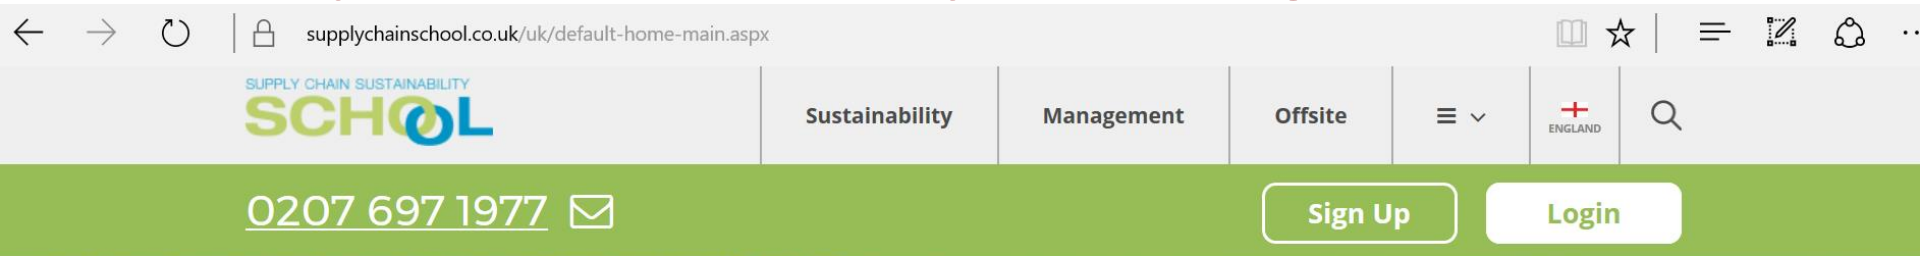 supplychainschool.co.uk/uk/default-home-main.aspx
SUPPLY CHAIN SUSTAINABILITY
SCHOOL
Sustainability Management Offsite
ENGLAND
0207 697 1977
Sign Up Login